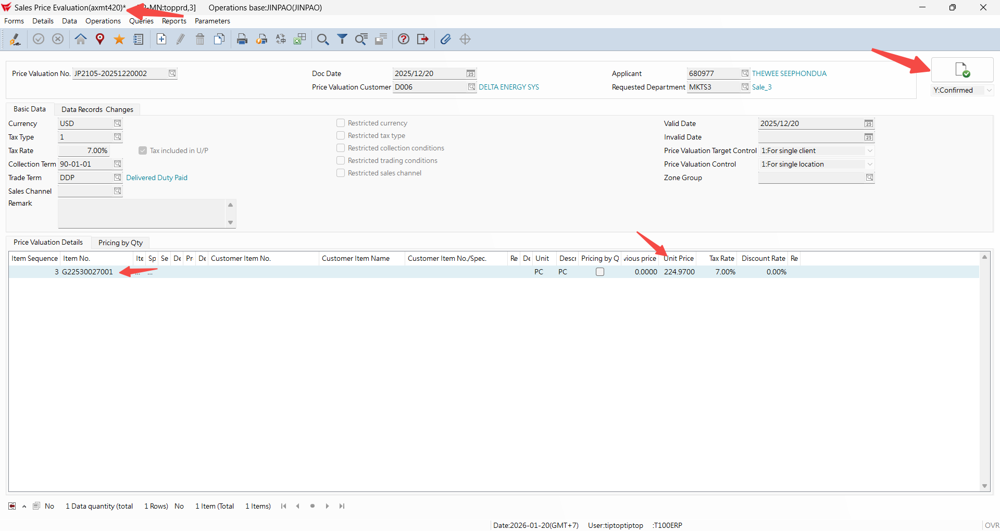 Sales Price Evaluation(axmt420)* P-MN:topprd,3] Operations base:JINPAO(JINPAO)
Forms Details Data Operations Queries Reports Parameters
Price Valuation No. JP2105-20251220002 Doc Date 2025/12/20 Applicant 680977 THEWEE SEEPHONDUA
Price Valuation Customer D006 DELTA ENERGY SYS Requested Department MKTS3 Sale_3 Y:Confirmed
Basic Data Data Records Changes
Currency USD Restricted currency Valid Date 2025/12/20
Tax Type 1 Restricted tax type Invalid Date
Tax Rate 7.00% Tax included in U/P Restricted collection conditions Price Valuation Target Control 1:For single client
Collection Term 90-01-01 Restricted trading conditions Price Valuation Control 1:For single location
Trade Term DDP Delivered Duty Paid Restricted sales channel Zone Group
Sales Channel
Remark
Price Valuation Details Pricing by Qty
Item Sequence Item No. Ite Sp Se De Pr De Customer Item No. Customer Item Name Customer Item No./Spec. Re De Unit Descr Pricing by Q vious price Unit Price Tax Rate Discount Rate Re
3 G22530027001 ... ... PC PC 0.0000 224.9700 7.00% 0.00%
No 1 Data quantity (total 1 Rows) No 1 Item (Total 1 Items)
Date:2026-01-20(GMT+7) User:tiptoptiptop :T100ERP OVR